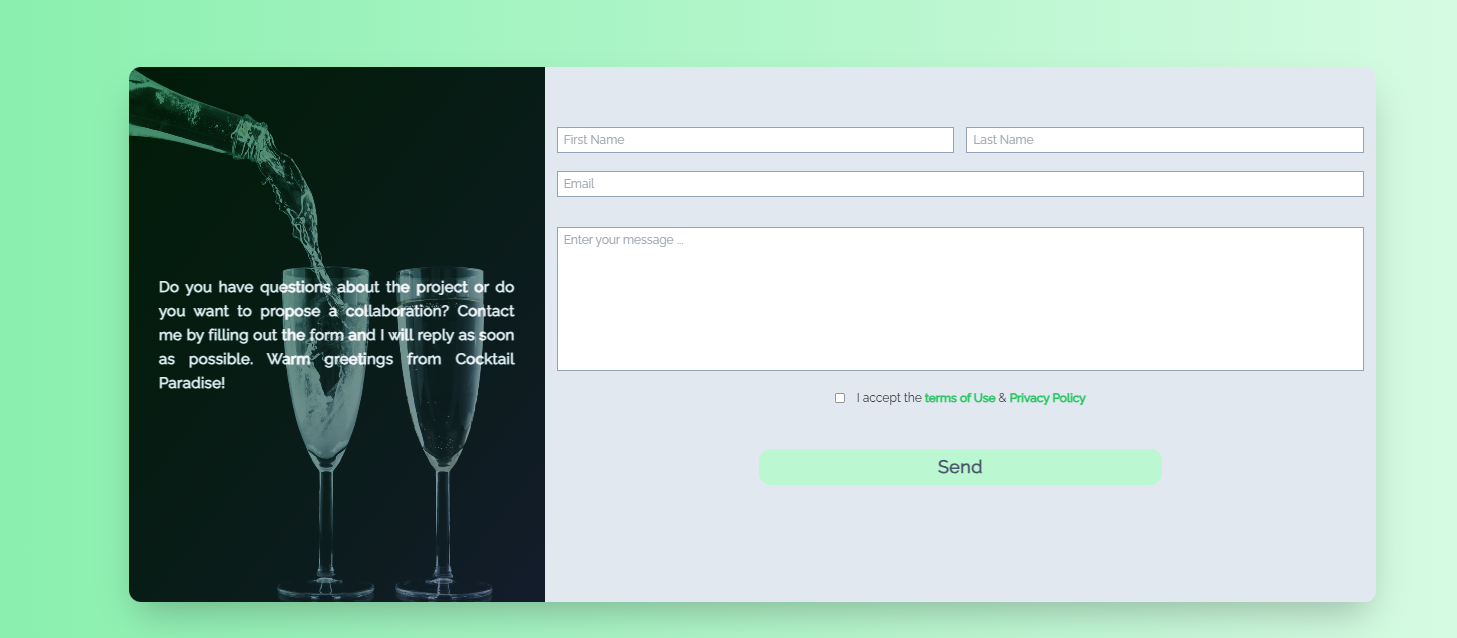 Do you have questions about the project or do
you want to propose a collaboration? Contact
me by filling out the form and I will reply as soon
as possible. Warm greetings from Cocktail
Paradise!
First Name
Last Name
Email
Enter your message ...
I accept the terms of Use & Privacy Policy
Send